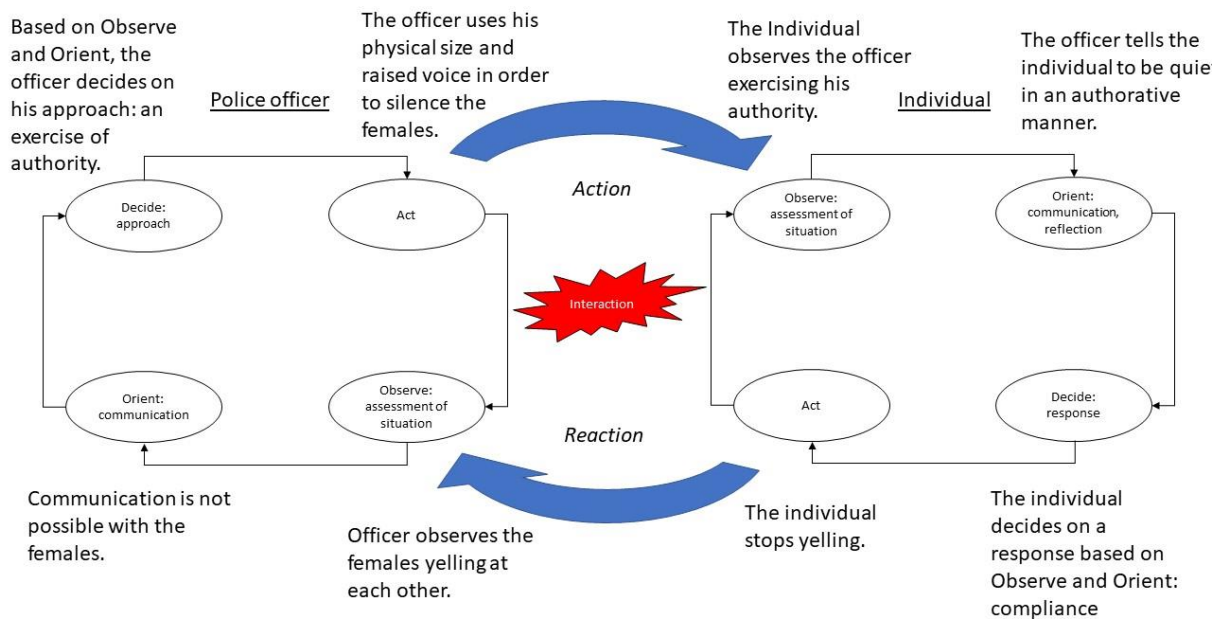 Based on Observe
and Orient, the
officer decides on
his approach: an
exercise of
authority.
Police officer
The officer uses his
physical size and
raised voice in order
to silence the
females.
The Individual
observes the officer
exercising his
authority.
Individual
The officer tells the
individual to be quiet
in an authorative
manner.
Decide:
approach
Act
Action
Observe:
assessment of
situation
Orient:
communication,
reflection
Interaction
Orient:
communication
Observe:
assessment of
situation
Reaction
Act
Decide:
response
Communication is not
possible with the
females.
Officer observes the
females yelling at
each other.
The individual
stops yelling.
The individual
decides on a
response based on
Observe and Orient:
compliance